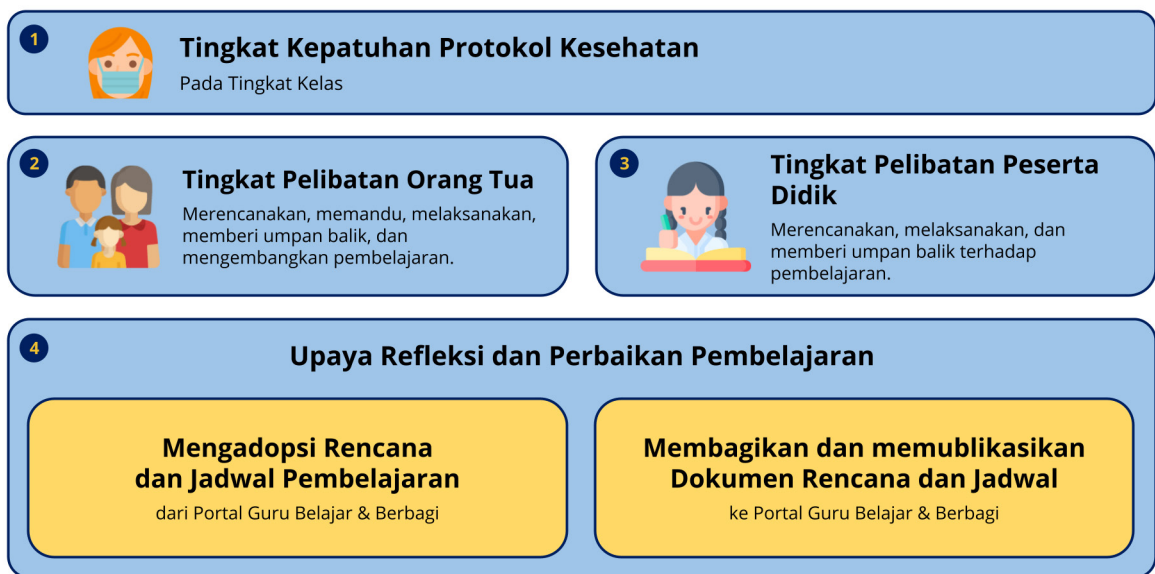 1
Tingkat Kepatuhan Protokol Kesehatan
Pada Tingkat Kelas
2
Tingkat Pelibatan Orang Tua
Merencanakan, memandu, melaksanakan,
memberi umpan balik, dan
mengembangkan pembelajaran.
3
Tingkat Pelibatan Peserta
Didik
Merencanakan, melaksanakan, dan
memberi umpan balik terhadap
pembelajaran.
4
Upaya Refleksi dan Perbaikan Pembelajaran
Mengadopsi Rencana
dan Jadwal Pembelajaran
dari Portal Guru Belajar & Berbagi
Membagikan dan memublikasikan
Dokumen Rencana dan Jadwal
ke Portal Guru Belajar & Berbagi